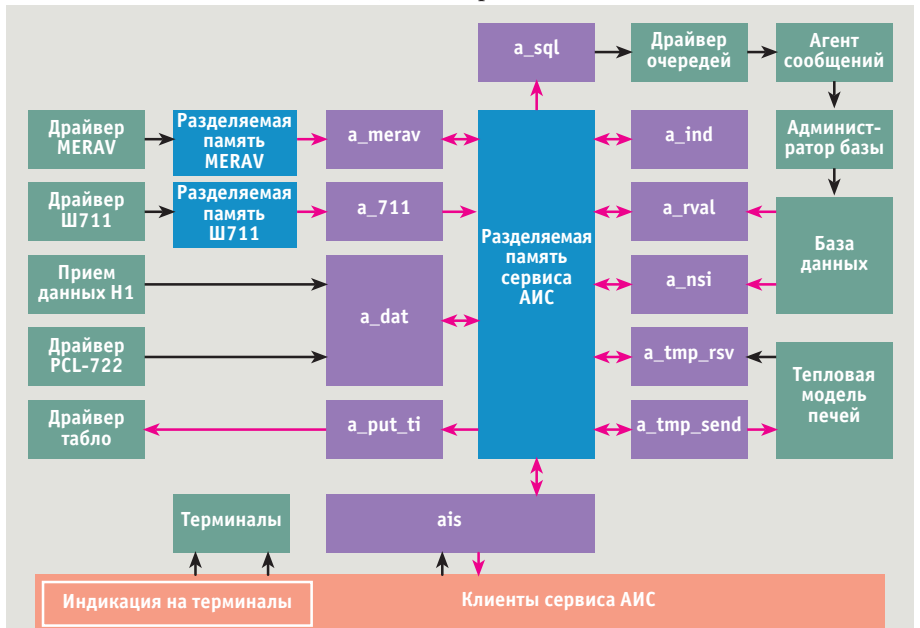 a_sql
Драйвер
очередей
Агент
сообщений
Драйвер
MERAV
Разделяемая
память
MERAV
a_merav
a_ind
Админист-
ратор базы
Драйвер
Ш711
Разделяемая
память
Ш711
a_711
Разделяемая
память
сервиса
АИС
a_rval
База
данных
Прием
данных Н1
a_dat
a_nsi
Драйвер
PCL-722
a_tmp_rsv
Тепловая
модель
печей
Драйвер
табло
a_put_ti
a_tmp_send
Терминалы
ais
Индикация на терминалы
Клиенты сервиса АИС